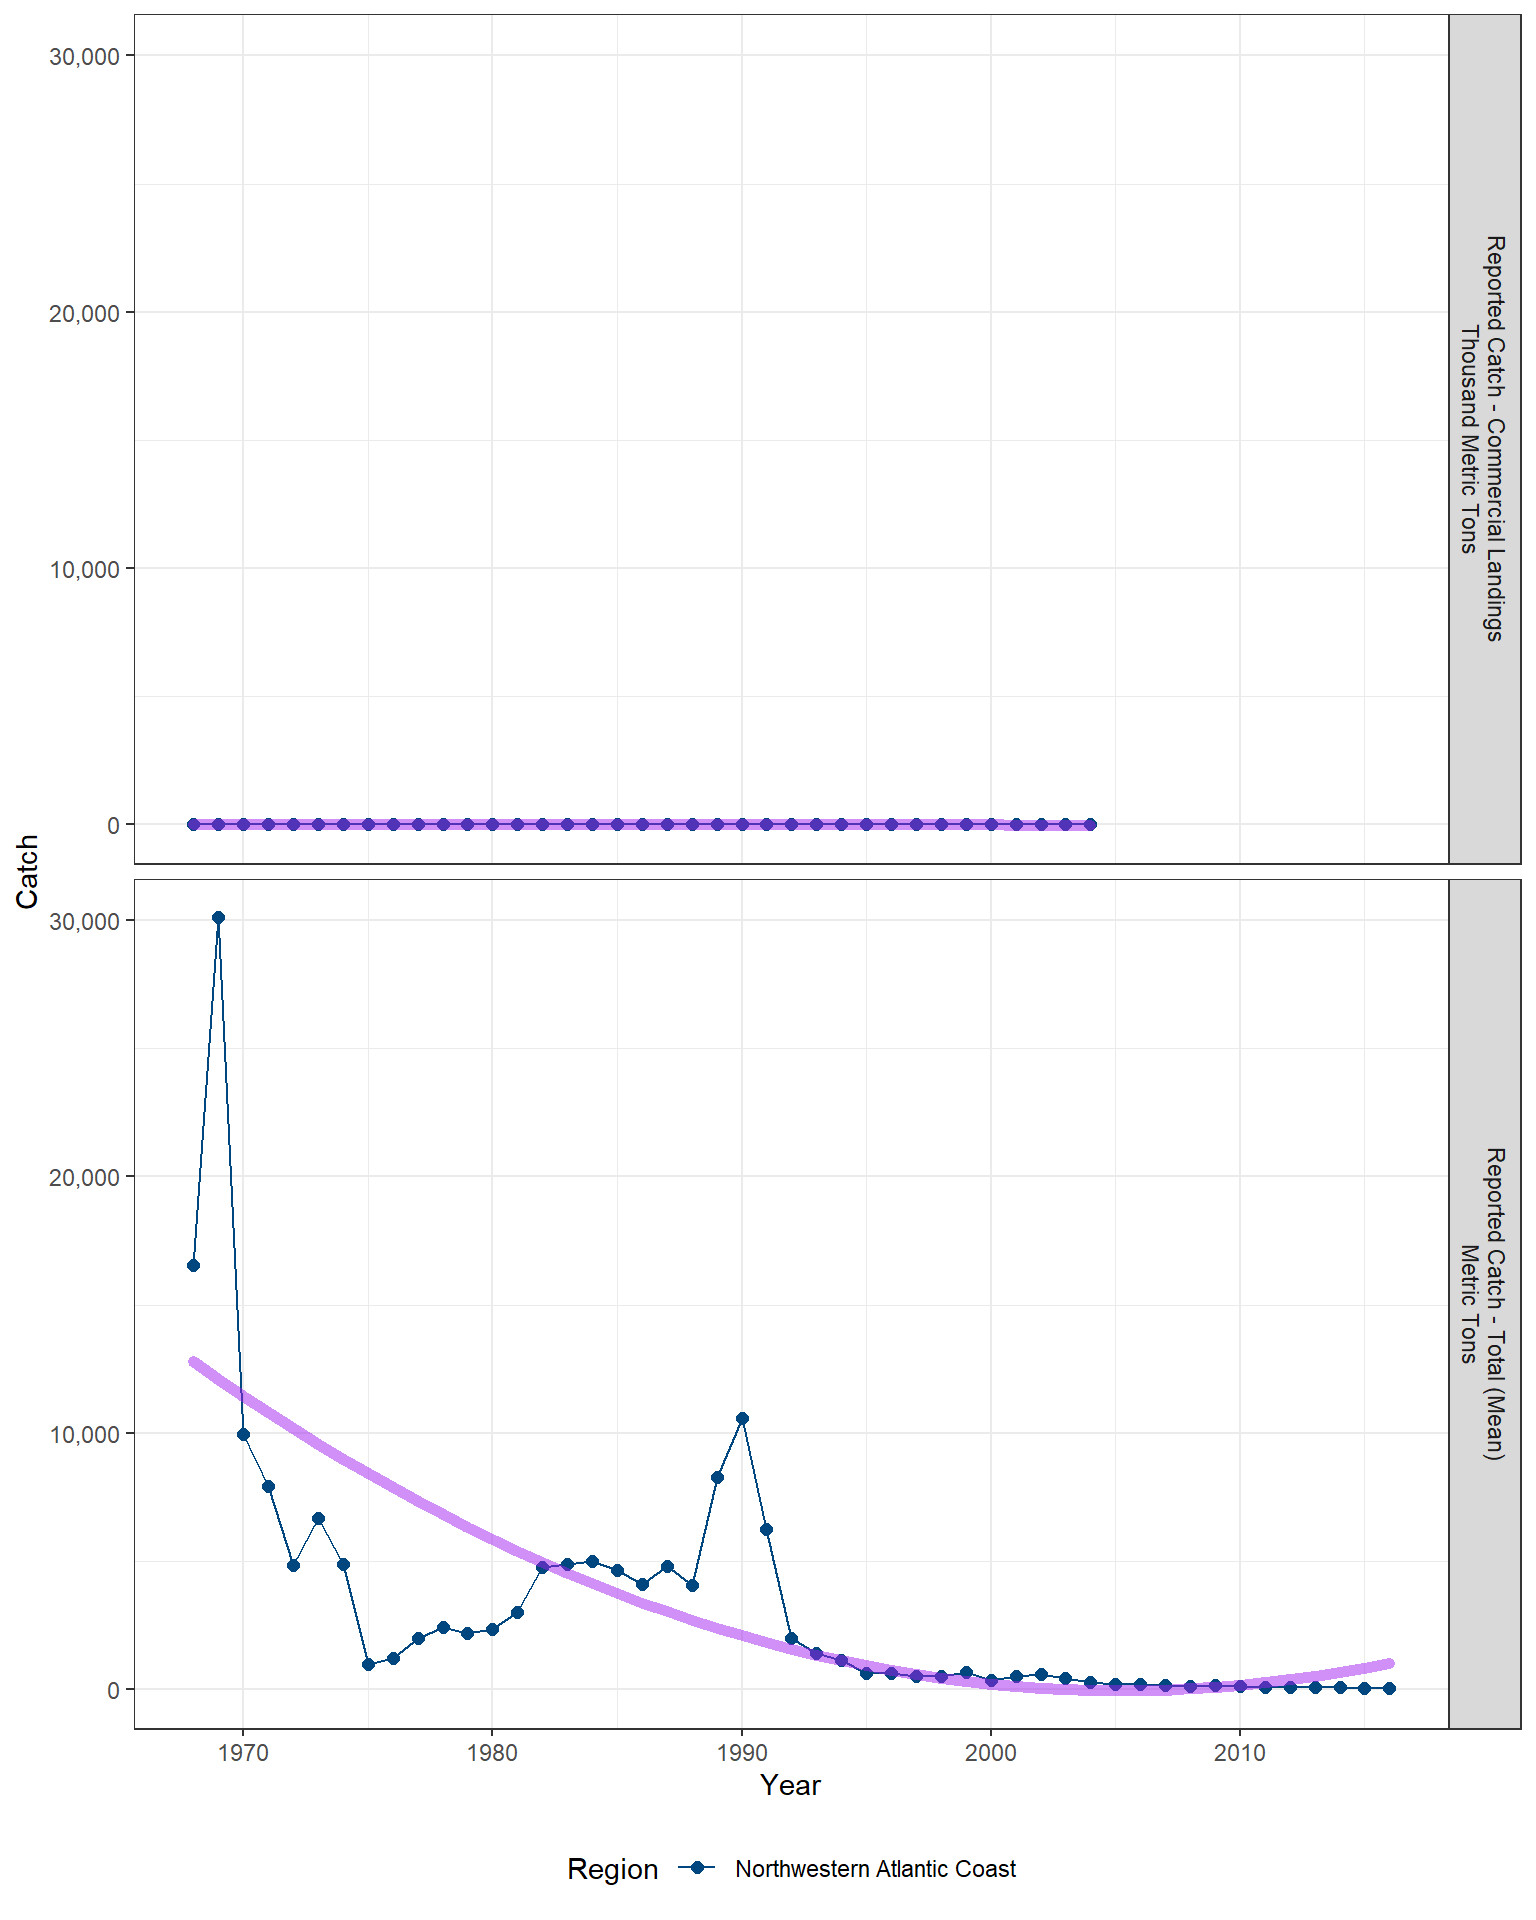 30,000
20,000
10,000
0
Reported Catch - Commercial Landings
Thousand Metric Tons
Catch
30,000
20,000
10,000
0
Reported Catch - Total (Mean)
Metric Tons
1970 1980 1990 2000 2010
Year
Region Northwestern Atlantic Coast